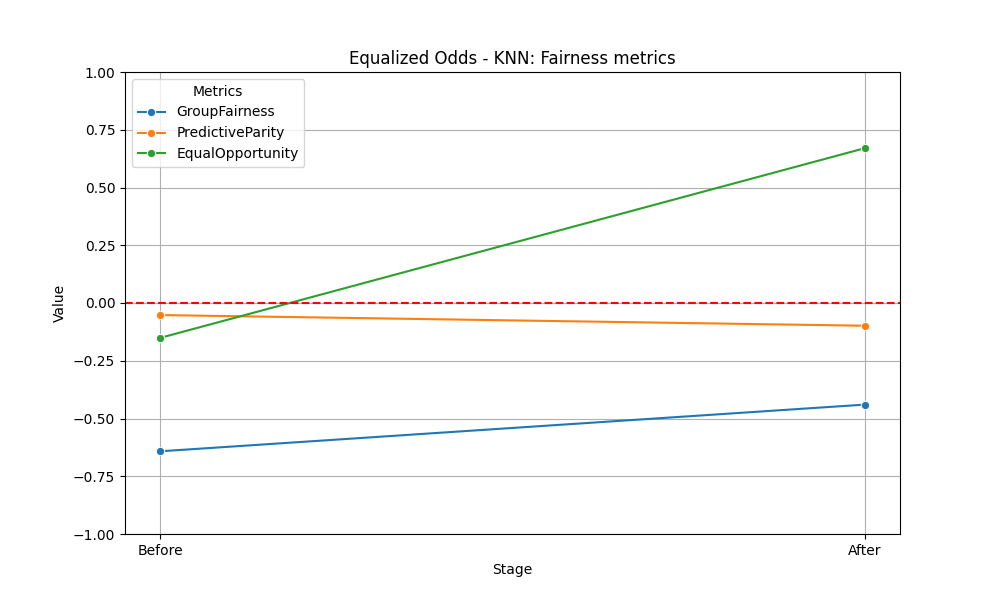 Equalized Odds - KNN: Fairness metrics
Metrics
GroupFairness
PredictiveParity
EqualOpportunity
1.00
0.75
0.50
0.25
0.00
−0.25
−0.50
−0.75
−1.00
Value
Before
After
Stage